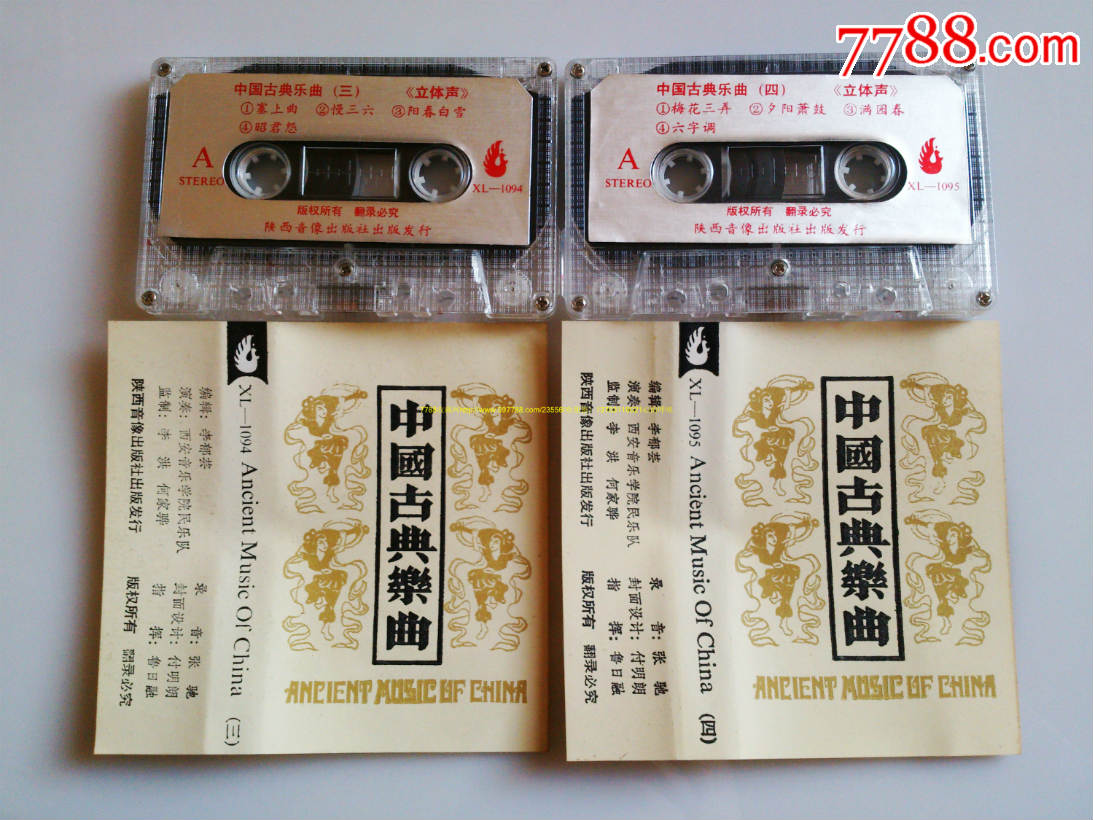 7788.com
中国古典乐曲 (三) 《立体声》
①塞上曲 ②慢三六 ③阳春白雪
④昭君怨
A
STEREO
XL—1094
版权所有 翻录必究
陕西音像出版社出版发行
中国古典乐曲 (四) 《立体声》
①梅花三弄 ②夕阳萧鼓 ③满园春
④六字调
A
STEREO
XL—1095
版权所有 翻录必究
陕西音像出版社出版发行
中國古典樂曲
ANCIENT MUSIC OF CHINA
XL—1094 Ancient Music Of China (三)
编辑: 李郁芸 录 音: 张 驰
演奏: 西安音乐学院民乐队 封面设计: 付明朗
监制: 李 洪 何家骅 指 挥: 鲁日融
陕西音像出版社出版发行 版权所有 翻录必究
中國古典樂曲
ANCIENT MUSIC OF CHINA
XL—1095 Ancient Music Of China (四)
编辑: 李郁芸 录 音: 张 驰
演奏: 西安音乐学院民乐队 封面设计: 付明朗
监制: 李 洪 何家骅 指 挥: 鲁日融
陕西音像出版社出版发行 版权所有 翻录必究